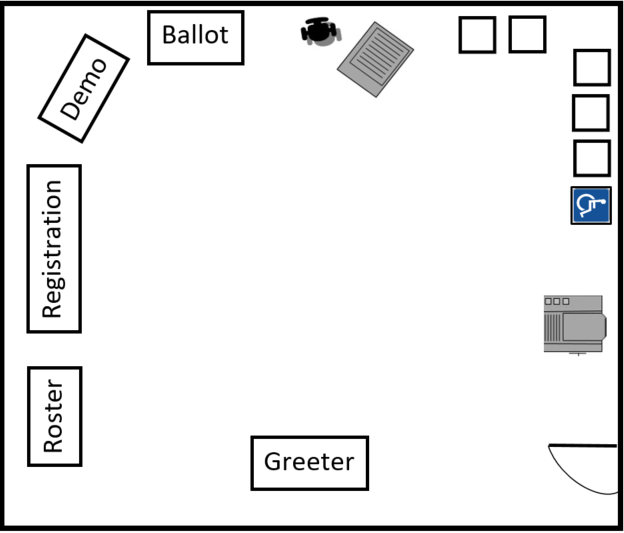 Ballot
Demo
Registration
Roster
Greeter